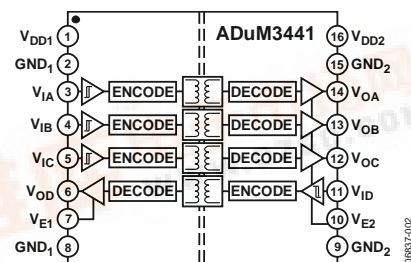 ADuM3441
VDD1 1
16 VDD2
GND1 2
15 GND2
VIA 3 ENCODE DECODE 14 VOA
VIB 4 ENCODE DECODE 13 VOB
VIC 5 ENCODE DECODE 12 VOC
VOD 6 DECODE ENCODE 11 VID
VE1 7
10 VE2
GND1 8
9 GND2
06837-002